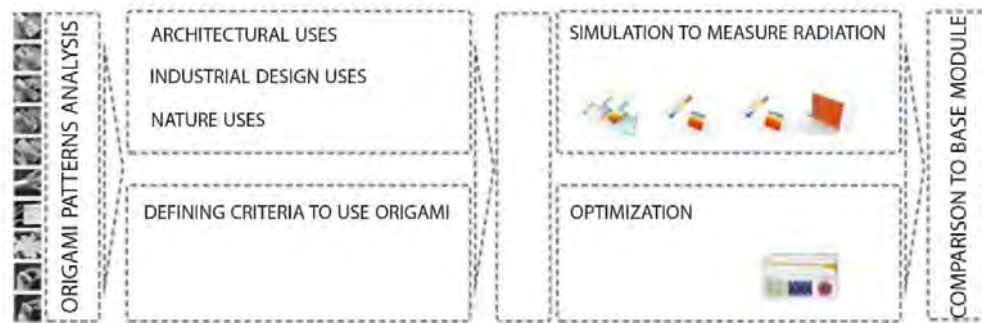 ORIGAMI PATTERNS ANALYSIS
ARCHITECTURAL USES
INDUSTRIAL DESIGN USES
NATURE USES
DEFINING CRITERIA TO USE ORIGAMI
SIMULATION TO MEASURE RADIATION
OPTIMIZATION
COMPARISON TO BASE MODULE